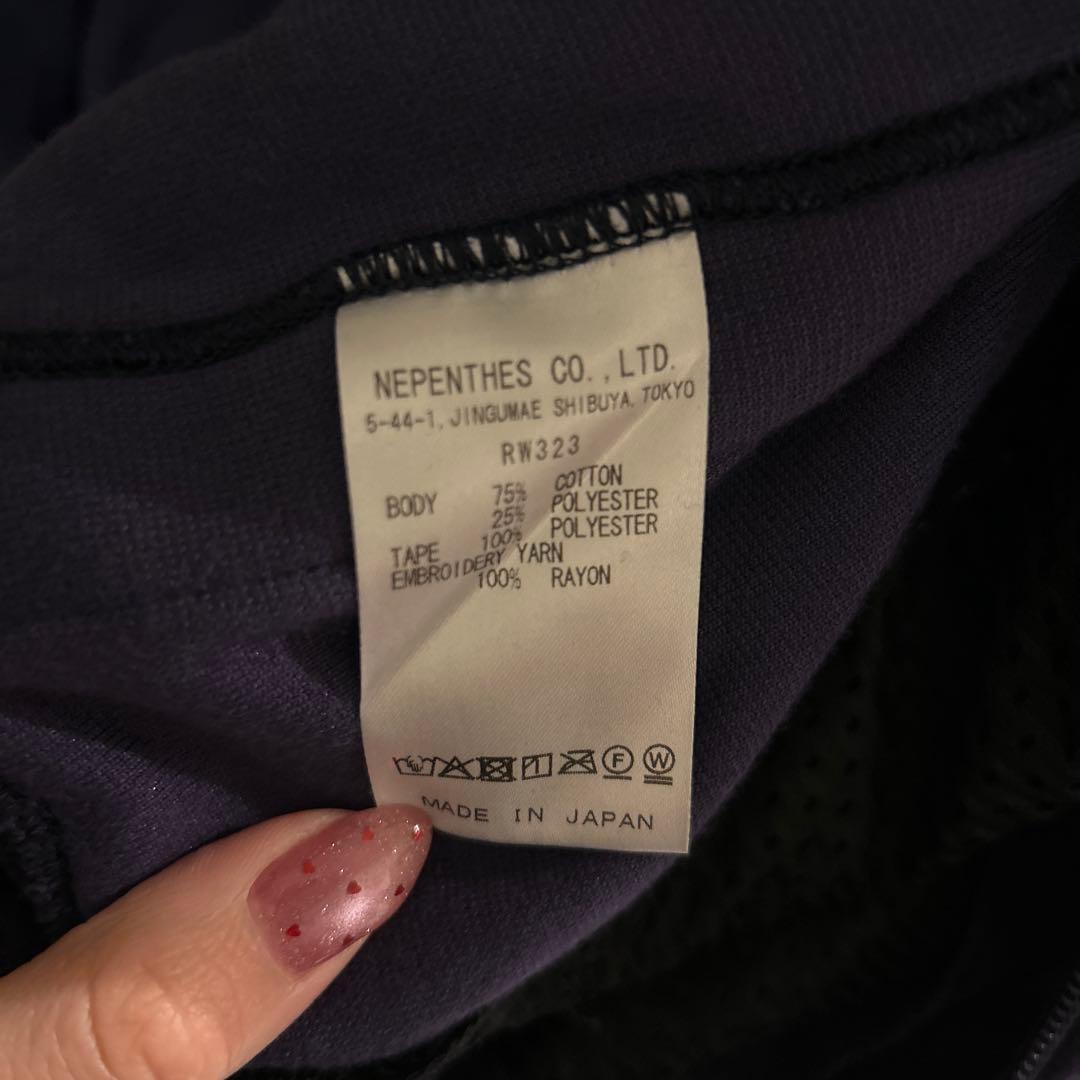 NEPENTHES CO.,LTD.
5-44-1, JINGUMAE SHIBUYA, TOKYO
RW323
BODY 75% COTTON
25% POLYESTER
TAPE 100% POLYESTER
EMBROIDERY YARN
100% RAYON
F W
MADE IN JAPAN